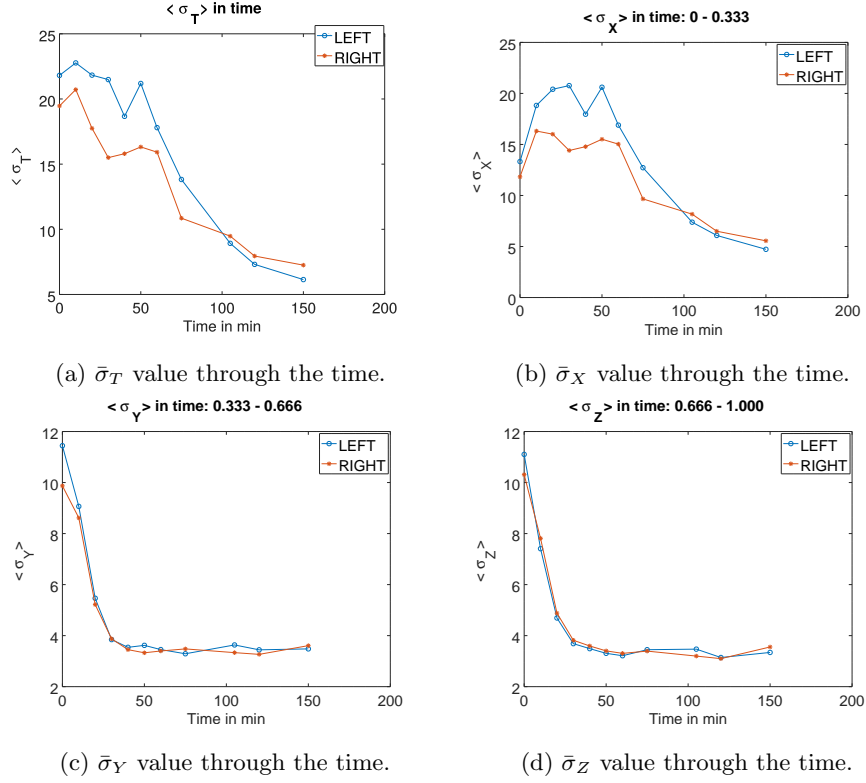 < σ_T> in time
LEFT
RIGHT
25
20
15
10
5
< σ_T>
0 50 100 150 200
Time in min
(a) σ̄_T value through the time.
< σ_X> in time: 0 - 0.333
LEFT
RIGHT
25
20
15
10
5
0
< σ_X>
0 50 100 150 200
Time in min
(b) σ̄_X value through the time.
< σ_Y> in time: 0.333 - 0.666
LEFT
RIGHT
12
10
8
6
4
2
< σ_Y>
0 50 100 150 200
Time in min
(c) σ̄_Y value through the time.
< σ_Z> in time: 0.666 - 1.000
LEFT
RIGHT
12
10
8
6
4
2
< σ_Z>
0 50 100 150 200
Time in min
(d) σ̄_Z value through the time.